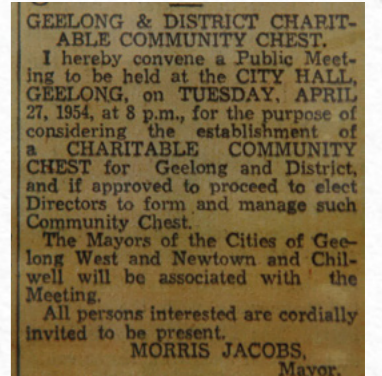 GEELONG & DISTRICT CHARIT-
ABLE COMMUNITY CHEST.
I hereby convene a Public Meet-
ing to be held at the CITY HALL,
GEELONG, on TUESDAY, APRIL
27, 1954, at 8 p.m., for the purpose of
considering the establishment of
a CHARITABLE COMMUNITY
CHEST for Geelong and District,
and if approved to proceed to elect
Directors to form and manage such
Community Chest.
The Mayors of the Cities of Gee-
long West and Newtown and Chil-
well will be associated with the
Meeting.
All persons interested are cordially
invited to be present.
MORRIS JACOBS,
Mayor.